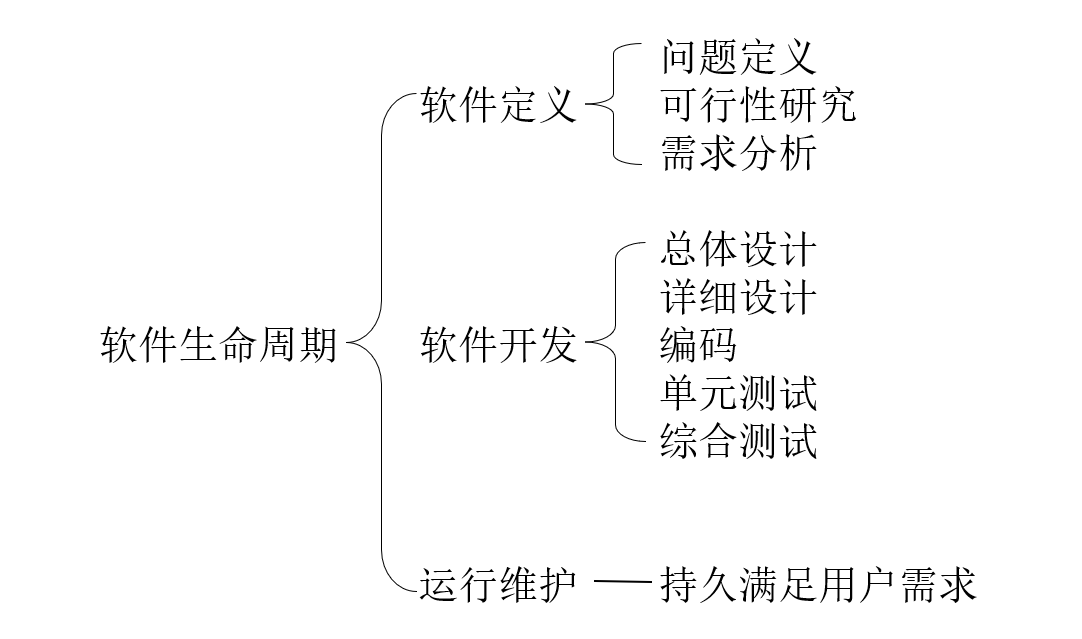 软件生命周期
软件定义
问题定义
可行性研究
需求分析
软件开发
总体设计
详细设计
编码
单元测试
综合测试
运行维护
持久满足用户需求